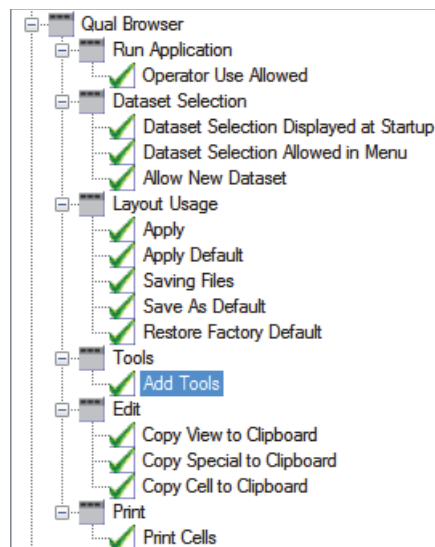 Qual Browser
Run Application
Operator Use Allowed
Dataset Selection
Dataset Selection Displayed at Startup
Dataset Selection Allowed in Menu
Allow New Dataset
Layout Usage
Apply
Apply Default
Saving Files
Save As Default
Restore Factory Default
Tools
Add Tools
Edit
Copy View to Clipboard
Copy Special to Clipboard
Copy Cell to Clipboard
Print
Print Cells